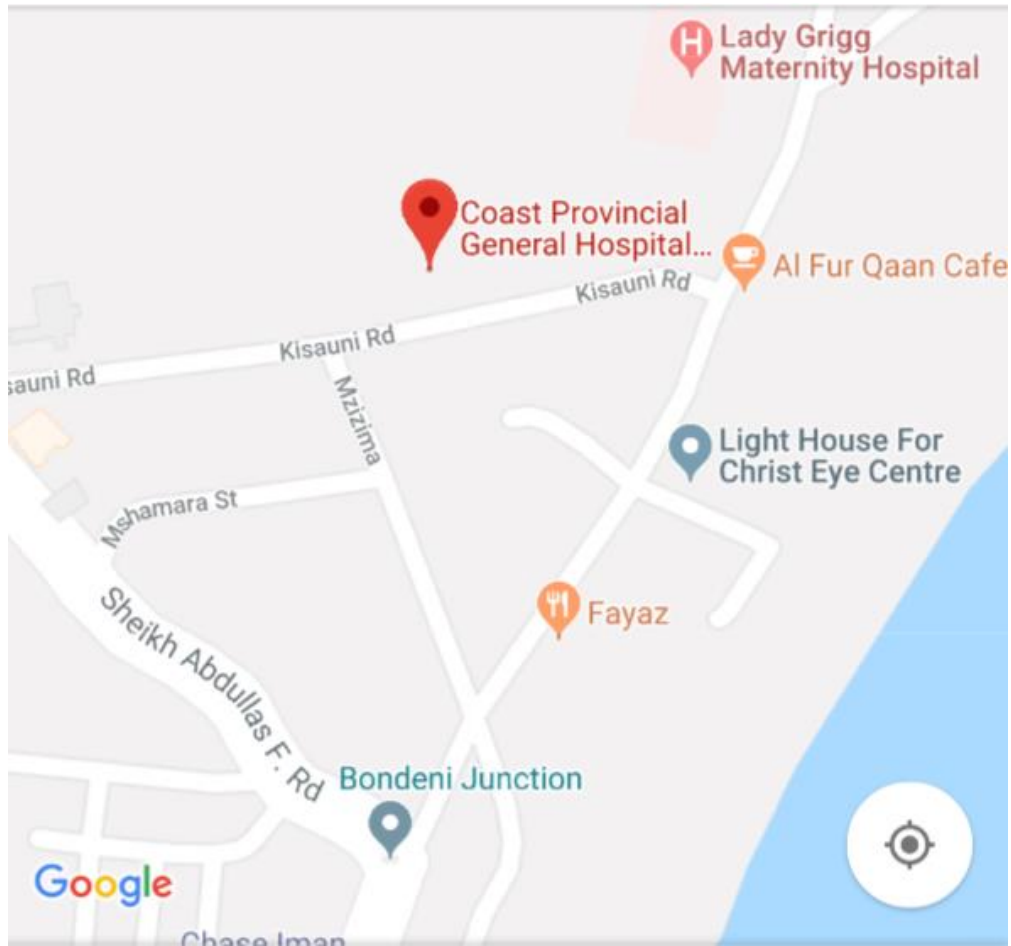 Lady Grigg
Maternity Hospital
Coast Provincial
General Hospital...
Al Fur Qaan Cafe
Kisauni Rd
Kisauni Rd
sauni Rd
Mzizima
Light House For
Christ Eye Centre
Mshamara St
Fayaz
Sheikh Abdullas F. Rd
Bondeni Junction
Google
Chase Iman